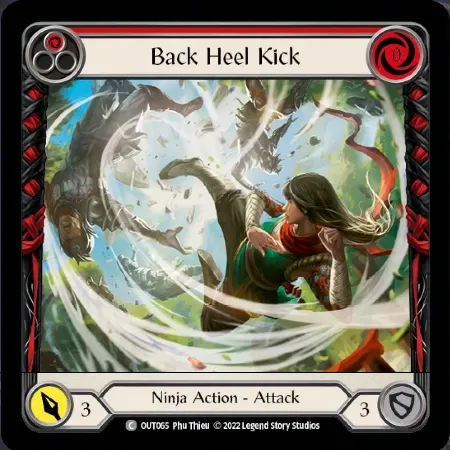 Back Heel Kick
0
3
Ninja Action - Attack
3
C OUT065 Phu Thieu © 2022 Legend Story Studios